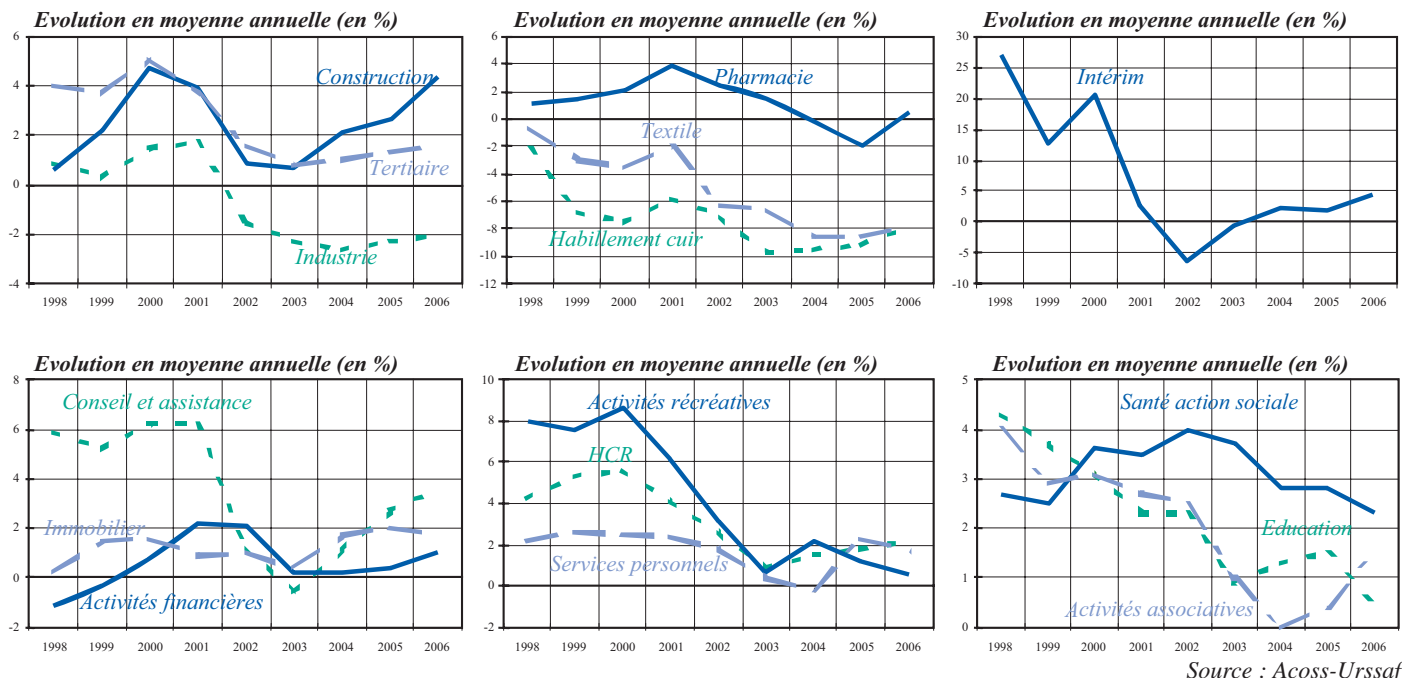 Evolution en moyenne annuelle (en %)
6
4
2
0
-2
-4
Construction
Tertiaire
Industrie
1998 1999 2000 2001 2002 2003 2004 2005 2006
Evolution en moyenne annuelle (en %)
6
4
2
0
-2
-4
-6
-8
-10
-12
Pharmacie
Textile
Habillement cuir
1998 1999 2000 2001 2002 2003 2004 2005 2006
Evolution en moyenne annuelle (en %)
30
25
20
15
10
5
0
-5
-10
Intérim
1998 1999 2000 2001 2002 2003 2004 2005 2006
Evolution en moyenne annuelle (en %)
8
6
4
2
0
-2
Conseil et assistance
Immobilier
Activités financières
1998 1999 2000 2001 2002 2003 2004 2005 2006
Evolution en moyenne annuelle (en %)
10
8
6
4
2
0
-2
Activités récréatives
HCR
Services personnels
1998 1999 2000 2001 2002 2003 2004 2005 2006
Evolution en moyenne annuelle (en %)
5
4
3
2
1
0
Santé action sociale
Education
Activités associatives
1998 1999 2000 2001 2002 2003 2004 2005 2006
Source : Acoss-Urssaf